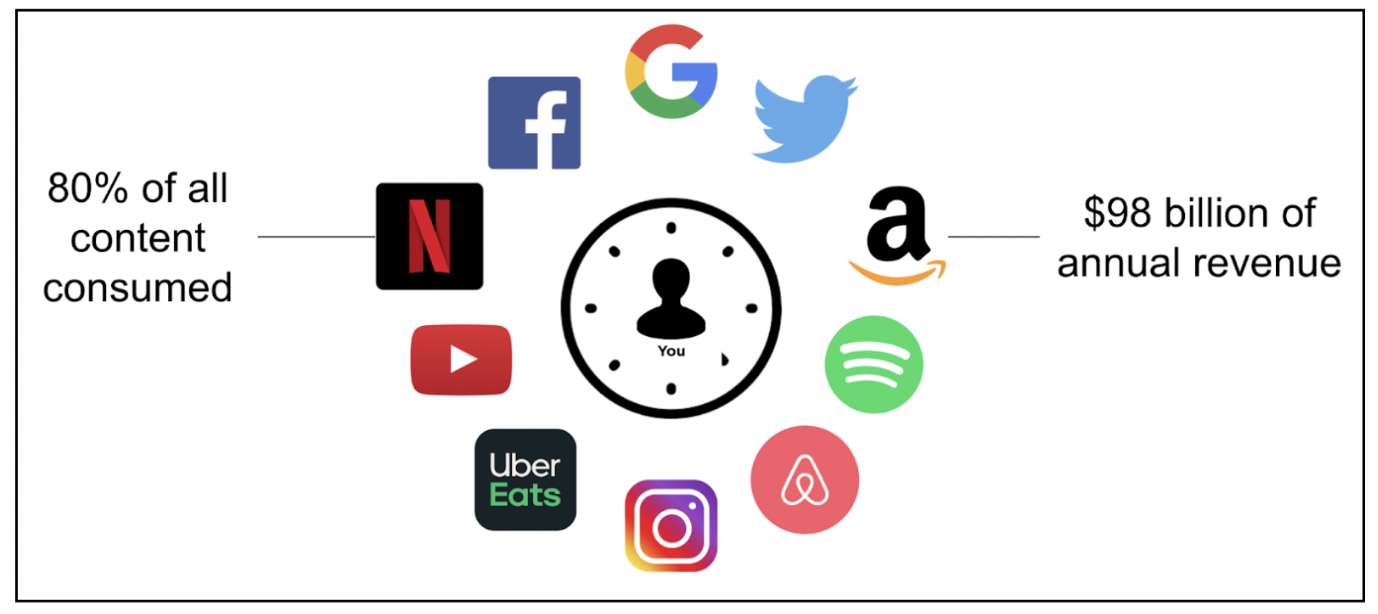 80% of all
content
consumed
$98 billion of
annual revenue
You
Uber
Eats